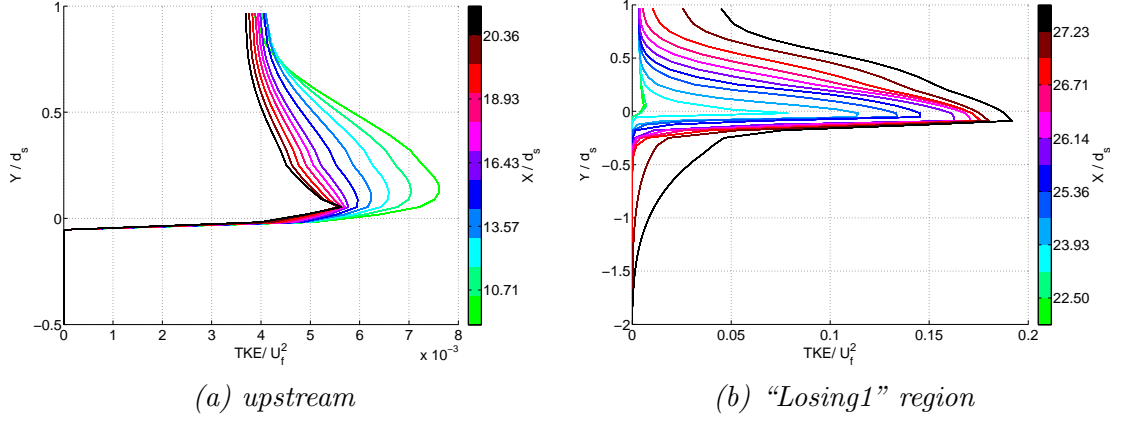 1
0.5
0
−0.5
Y / d_s
0 1 2 3 4 5 6 7 8
x 10^−3
TKE/ U_f^2
20.36
18.93
16.43
13.57
10.71
X / d_s
(a) upstream
1
0.5
0
−0.5
−1
−1.5
−2
Y / d_s
0 0.05 0.1 0.15 0.2
TKE/ U_f^2
27.23
26.71
26.14
25.36
23.93
22.50
X / d_s
(b) “Losing1” region